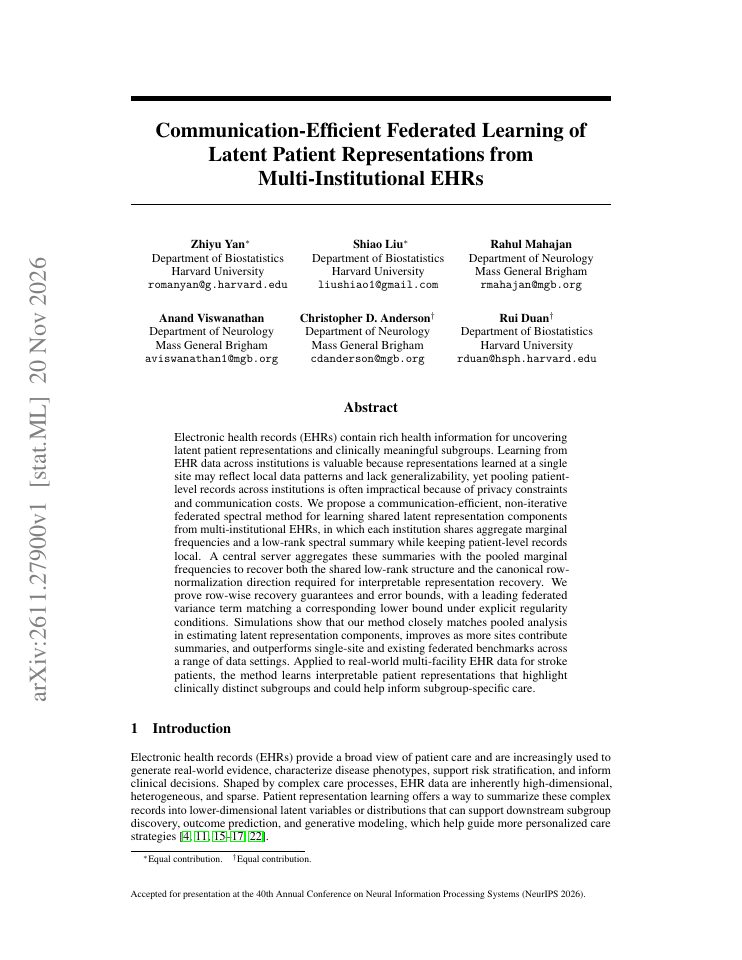 arXiv:2611.27900v1 [stat.ML] 20 Nov 2026
Communication-Efficient Federated Learning of
Latent Patient Representations from
Multi-Institutional EHRs
Zhiyu Yan*
Department of Biostatistics
Harvard University
romanyan@g.harvard.edu
Shiao Liu*
Department of Biostatistics
Harvard University
liushiao1@gmail.com
Rahul Mahajan
Department of Neurology
Mass General Brigham
rmahajan@mgb.org
Anand Viswanathan
Department of Neurology
Mass General Brigham
aviswanathan1@mgb.org
Christopher D. Anderson†
Department of Neurology
Mass General Brigham
cdanderson@mgb.org
Rui Duan†
Department of Biostatistics
Harvard University
rduan@hsph.harvard.edu
Abstract
Electronic health records (EHRs) contain rich health information for uncovering
latent patient representations and clinically meaningful subgroups. Learning from
EHR data across institutions is valuable because representations learned at a single
site may reflect local data patterns and lack generalizability, yet pooling patient-
level records across institutions is often impractical because of privacy constraints
and communication costs. We propose a communication-efficient, non-iterative
federated spectral method for learning shared latent representation components
from multi-institutional EHRs, in which each institution shares aggregate marginal
frequencies and a low-rank spectral summary while keeping patient-level records
local. A central server aggregates these summaries with the pooled marginal
frequencies to recover both the shared low-rank structure and the canonical row-
normalization direction required for interpretable representation recovery. We
prove row-wise recovery guarantees and error bounds, with a leading federated
variance term matching a corresponding lower bound under explicit regularity
conditions. Simulations show that our method closely matches pooled analysis
in estimating latent representation components, improves as more sites contribute
summaries, and outperforms single-site and existing federated benchmarks across
a range of data settings. Applied to real-world multi-facility EHR data for stroke
patients, the method learns interpretable patient representations that highlight
clinically distinct subgroups and could help inform subgroup-specific care.
1 Introduction
Electronic health records (EHRs) provide a broad view of patient care and are increasingly used to
generate real-world evidence, characterize disease phenotypes, support risk stratification, and inform
clinical decisions. Shaped by complex care processes, EHR data are inherently high-dimensional,
heterogeneous, and sparse. Patient representation learning offers a way to summarize these complex
records into lower-dimensional latent variables or distributions that can support downstream subgroup
discovery, outcome prediction, and generative modeling, which help guide more personalized care
strategies [4, 11, 15–17, 22].
*Equal contribution. †Equal contribution.
Accepted for presentation at the 40th Annual Conference on Neural Information Processing Systems (NeurIPS 2026).